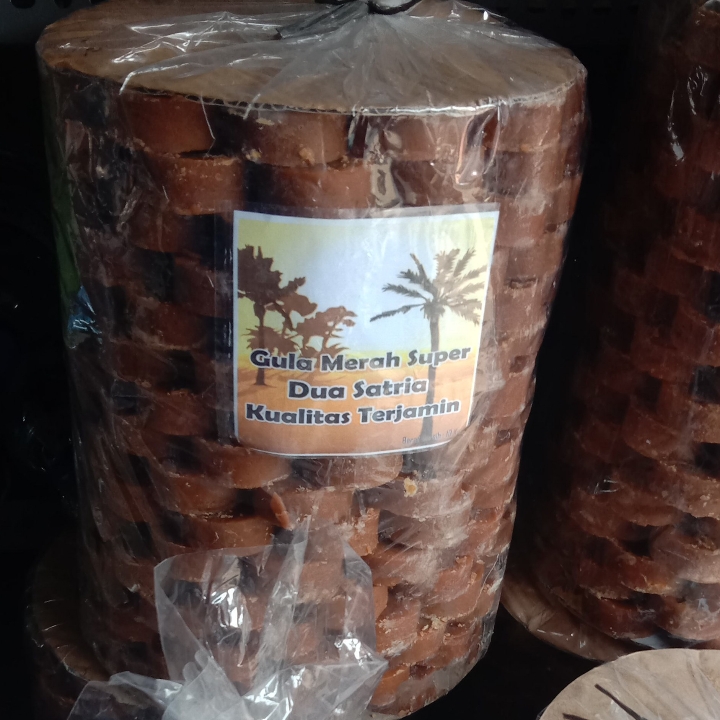 Gula Merah Super
Dua Satria
Kualitas Terjamin